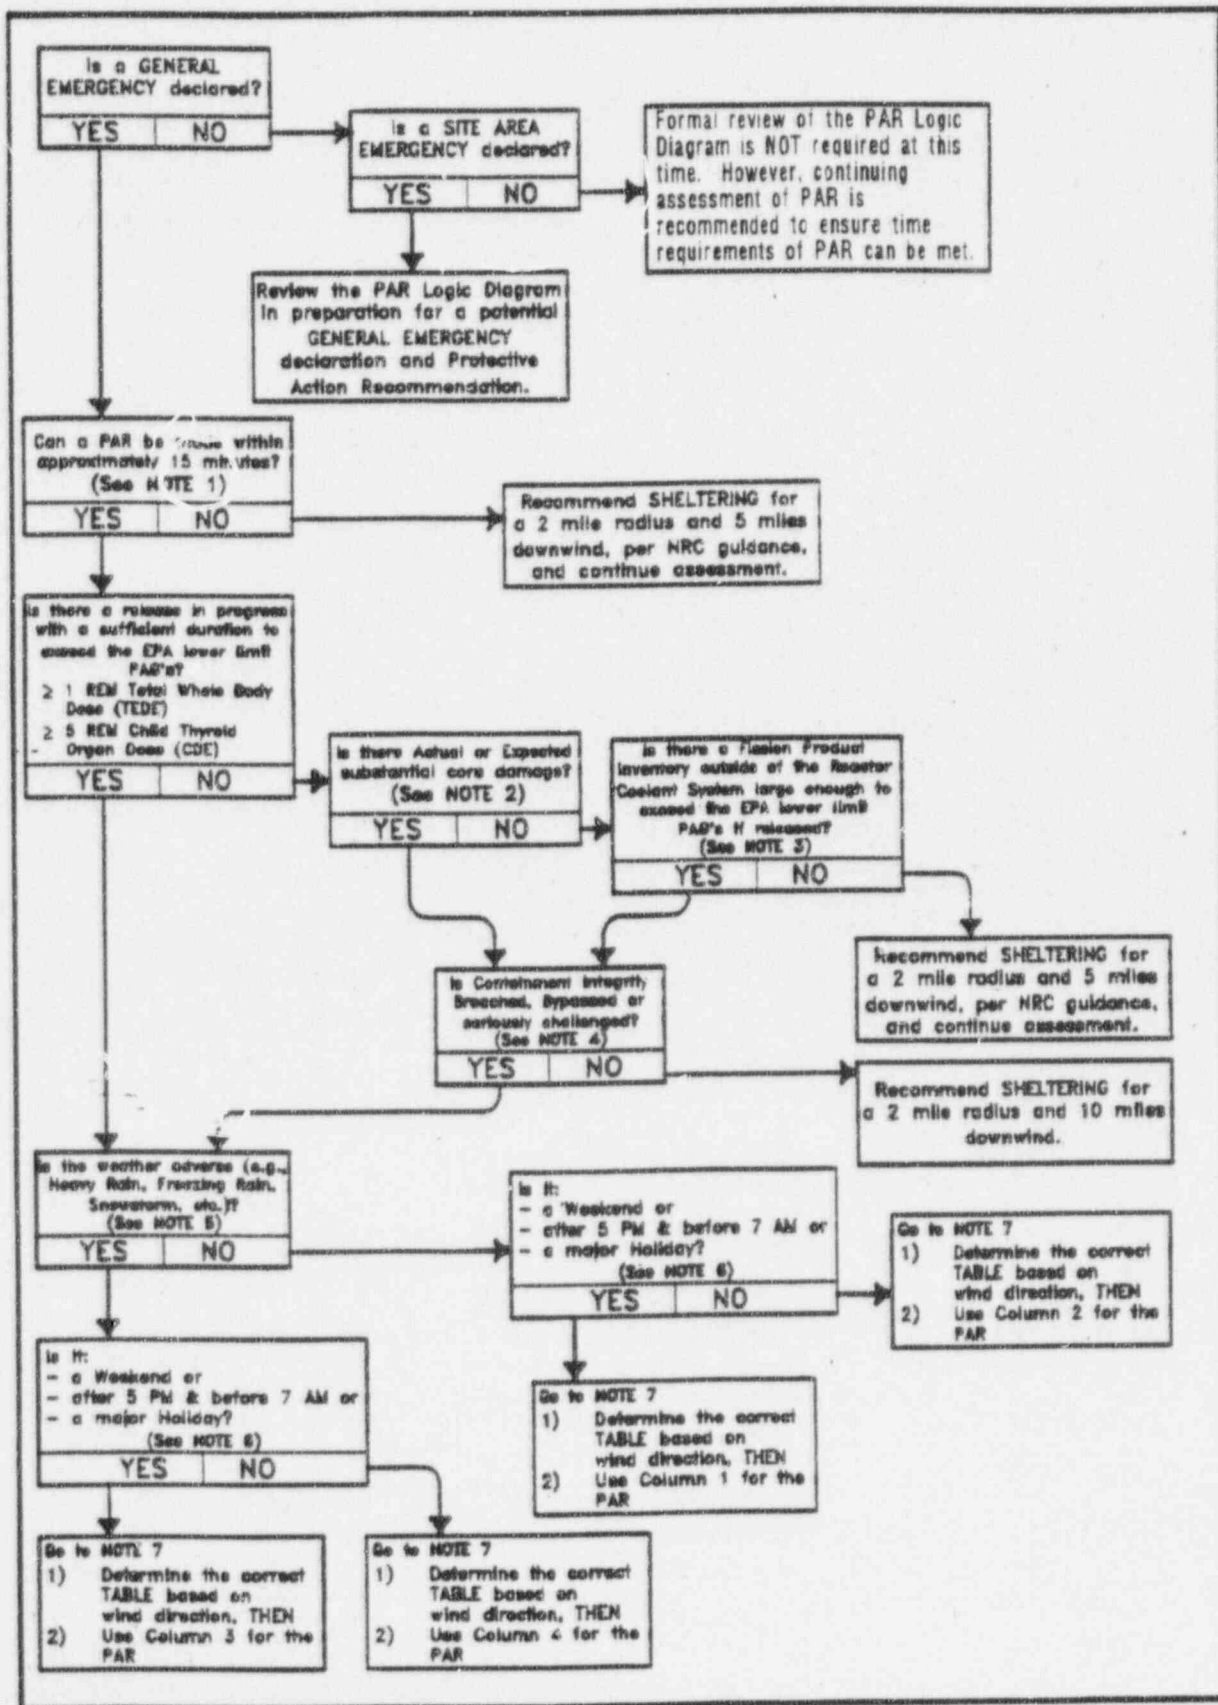 Is a GENERAL
EMERGENCY declared?
YES NO
Is a SITE AREA
EMERGENCY declared?
YES NO
Formal review of the PAR Logic
Diagram is NOT required at this
time. However, continuing
assessment of PAR is
recommended to ensure time
requirements of PAR can be met.
Review the PAR Logic Diagram
in preparation for a potential
GENERAL EMERGENCY
declaration and Protective
Action Recommendation.
Can a PAR be within
approximately 15 minutes?
(See NOTE 1)
YES NO
Recommend SHELTERING for
a 2 mile radius and 5 miles
downwind, per NRC guidance,
and continue assessment.
Is there a release in progress
with a sufficient duration to
exceed the EPA lower limit
PAG's?
≥ 1 REM Total Whole Body
Dose (TEDE)
≥ 5 REM Child Thyroid
Organ Dose (CDE)
YES NO
Is there Actual or Expected
substantial core damage?
(See NOTE 2)
YES NO
Is there a Fission Product
inventory outside of the Reactor
Coolant System large enough to
exceed the EPA lower limit
PAG's if released?
(See NOTE 3)
YES NO
Recommend SHELTERING for
a 2 mile radius and 5 miles
downwind, per NRC guidance,
and continue assessment.
Is Containment Integrity
Breached, Bypassed or
seriously challenged?
(See NOTE 4)
YES NO
Recommend SHELTERING for
a 2 mile radius and 10 miles
downwind.
Is the weather adverse (e.g.,
Heavy Rain, Freezing Rain,
Snowstorm, etc.)?
(See NOTE 5)
YES NO
Is It:
- a Weekend or
- after 5 PM & before 7 AM or
- a major Holiday?
(See NOTE 6)
YES NO
Go to NOTE 7
1) Determine the correct
TABLE based on
wind direction, THEN
2) Use Column 2 for the
PAR
Is It:
- a Weekend or
- after 5 PM & before 7 AM or
- a major Holiday?
(See NOTE 6)
YES NO
Go to NOTE 7
1) Determine the correct
TABLE based on
wind direction, THEN
2) Use Column 1 for the
PAR
Go to NOTE 7
1) Determine the correct
TABLE based on
wind direction, THEN
2) Use Column 3 for the
PAR
Go to NOTE 7
1) Determine the correct
TABLE based on
wind direction, THEN
2) Use Column 4 for the
PAR